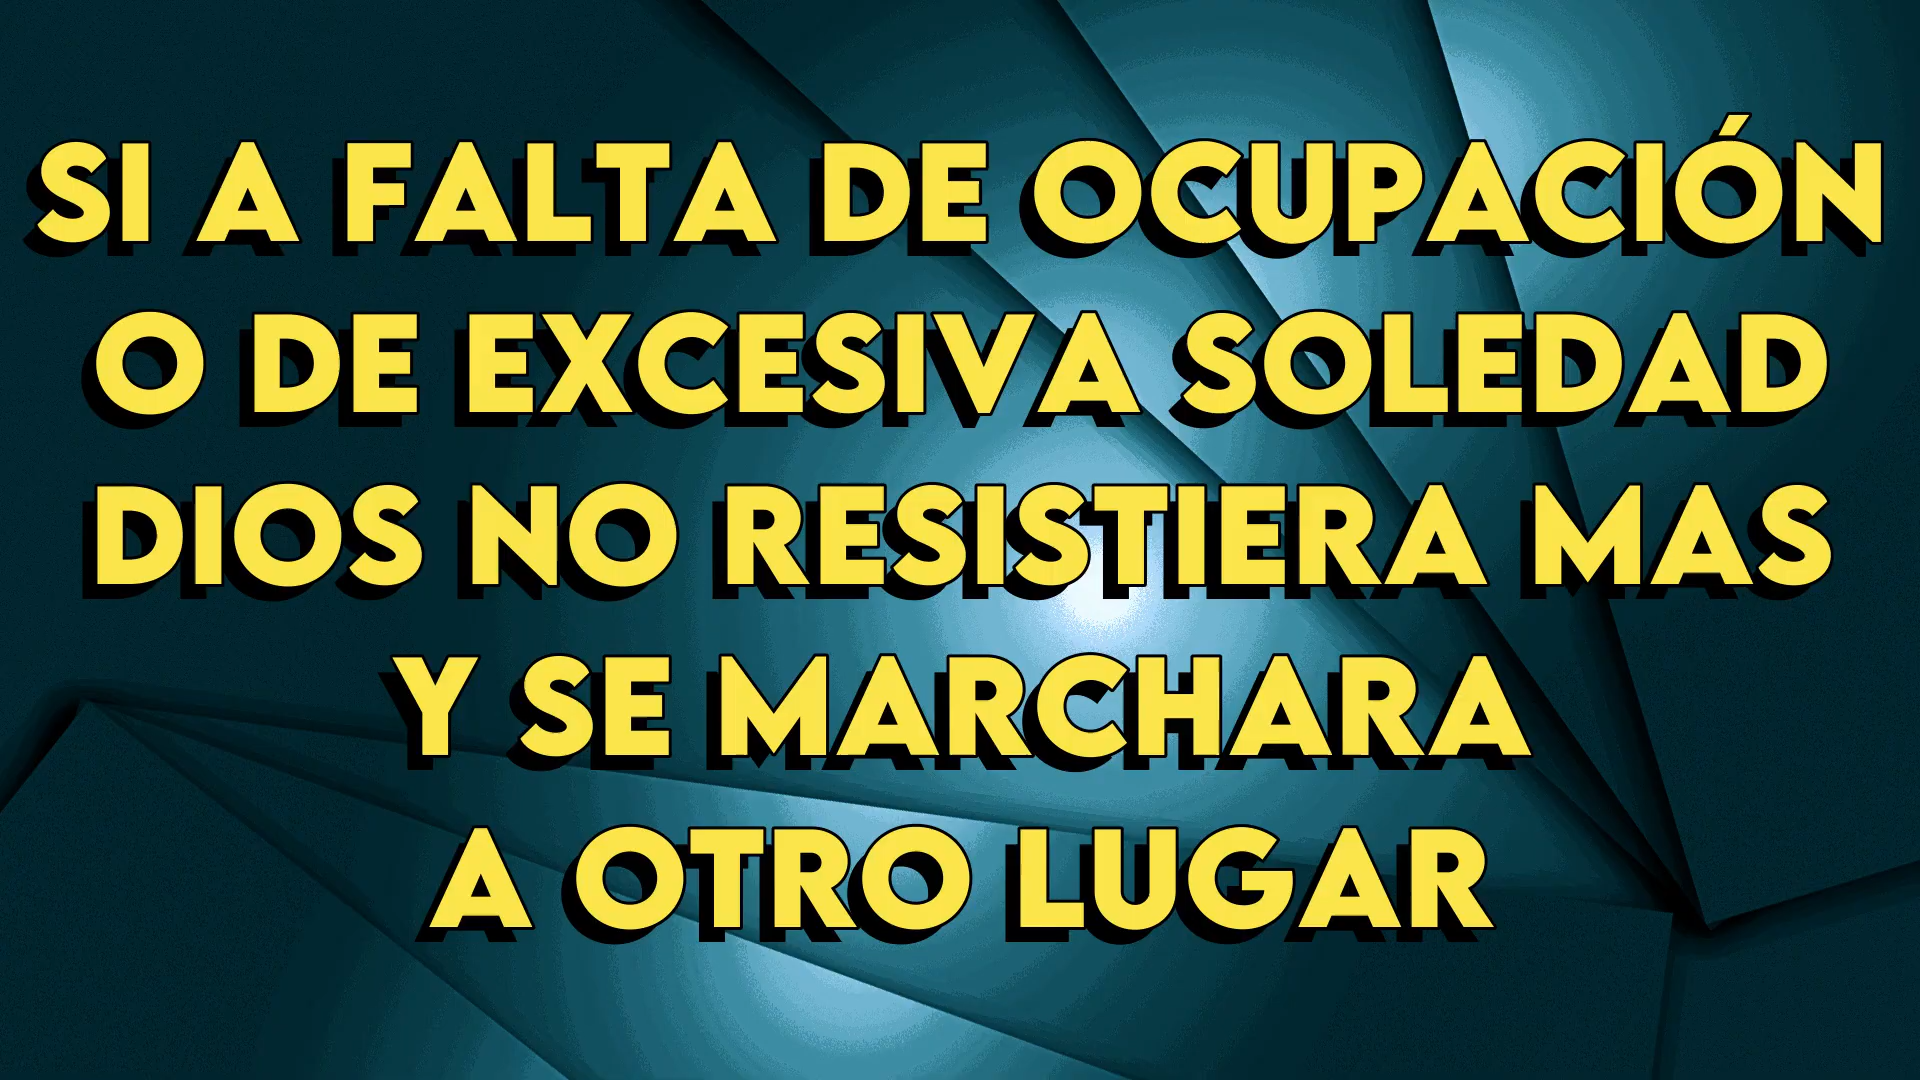 SI A FALTA DE OCUPACIÓN
O DE EXCESIVA SOLEDAD
DIOS NO RESISTIERA MAS
Y SE MARCHARA
A OTRO LUGAR